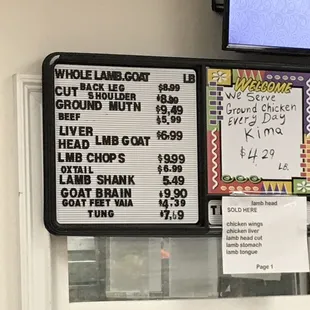 WHOLE LAMB.GOAT LB
CUT BACK LEG $8.99
SHOULDER $8.99
GROUND MUTN $9.49
BEEF $5.99
LIVER
HEAD LMB GOAT $6.99
LMB CHOPS $9.99
OXTAIL $6.99
LAMB SHANK 5.49
GOAT BRAIN $9.90
GOAT FEET VAIA $4.39
TUNG $7.69
WELCOME
We Serve
Ground Chicken
Every Day
Kima
$4.29
LB.
lamb head
SOLD HERE
chicken wings
chicken liver
lamb head cut
lamb stomach
lamb tongue
Page 1